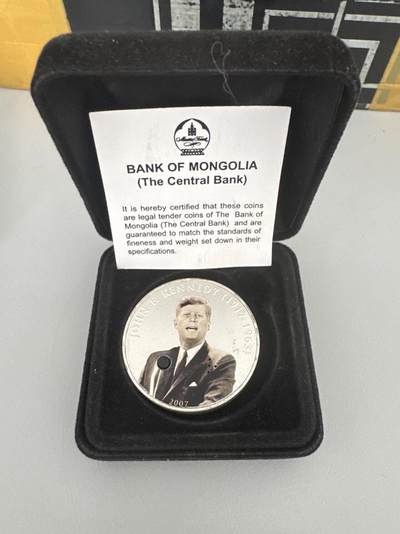 BANK OF MONGOLIA
(The Central Bank)
It is hereby certified that these coins
are legal tender coins of The Bank of
Mongolia (The Central Bank) and are
guaranteed to match the standards of
fineness and weight set down in their
specifications.
JOHN F. KENNEDY (1917-1963)
2007